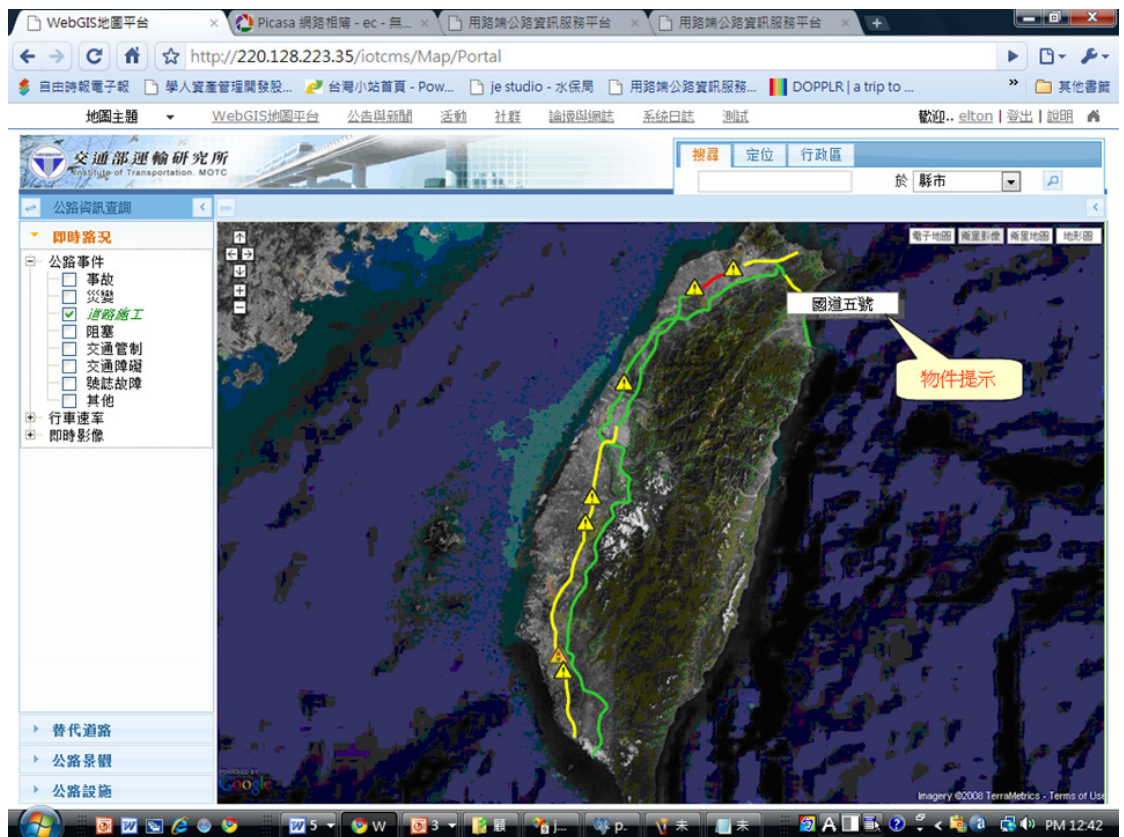 WebGIS地圖平台
Picasa 網路相簿 - ec - 無...
用路端公路資訊服務平台
用路端公路資訊服務平台
http://220.128.223.35/iotcms/Map/Portal
自由時報電子報
學人資產管理開發股...
台灣小站首頁 - Pow...
je studio - 水保局
用路端公路資訊服務...
DOPPLR | a trip to ...
»
其他書籤
地圖主題
WebGIS地圖平台
公告與新聞
活動
社群
論壇與網誌
系統日誌
測試
歡迎.. elton | 登出 | 說明
交通部運輸研究所
Institute of Transportation. MOTC
搜尋
定位
行政區
於
縣市
公路資訊查詢
即時路況
公路事件
事故
災變
道路施工
阻塞
交通管制
交通障礙
號誌故障
其他
行車速率
即時影像
電子地圖
衛星影像
衛星地圖
地形圖
國道五號
物件提示
替代道路
公路景觀
公路設施
POWERED BY
Google
Imagery ©2008 TerraMetrics - Terms of Use
5
W
3
顧
j...
p..
未
未
A
PM 12:42